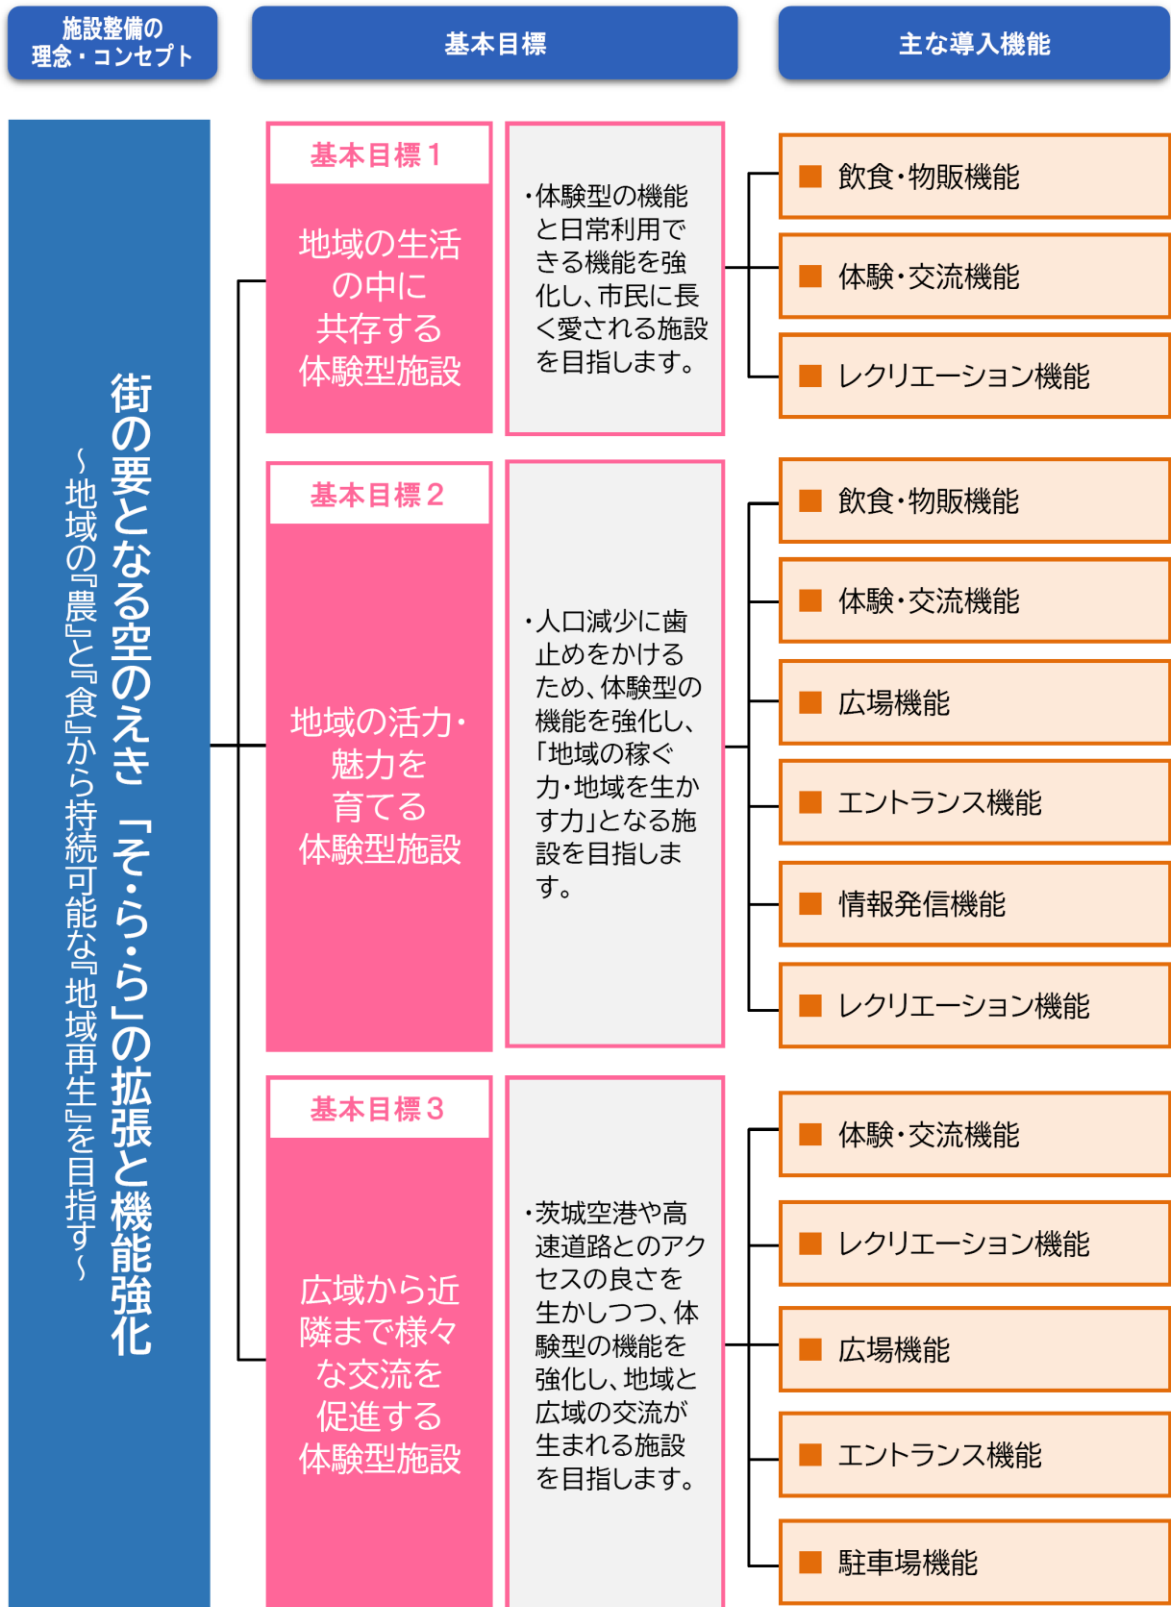 施設整備の
理念・コンセプト
基本目標
主な導入機能
街の要となる空のえき「そ・ら・ら」の拡張と機能強化
～地域の『農』と『食』から持続可能な『地域再生』を目指す～
基本目標1
地域の生活
の中に
共存する
体験型施設
・体験型の機能
と日常利用で
きる機能を強
化し、市民に長
く愛される施設
を目指します。
■ 飲食・物販機能
■ 体験・交流機能
■ レクリエーション機能
基本目標2
地域の活力・
魅力を
育てる
体験型施設
・人口減少に歯
止めをかける
ため、体験型の
機能を強化し、
「地域の稼ぐ
力・地域を生か
す力」となる施
設を目指しま
す。
■ 飲食・物販機能
■ 体験・交流機能
■ 広場機能
■ エントランス機能
■ 情報発信機能
■ レクリエーション機能
基本目標3
広域から近
隣まで様々
な交流を
促進する
体験型施設
・茨城空港や高
速道路とのアク
セスの良さを
生かしつつ、体
験型の機能を
強化し、地域と
広域の交流が
生まれる施設
を目指します。
■ 体験・交流機能
■ レクリエーション機能
■ 広場機能
■ エントランス機能
■ 駐車場機能